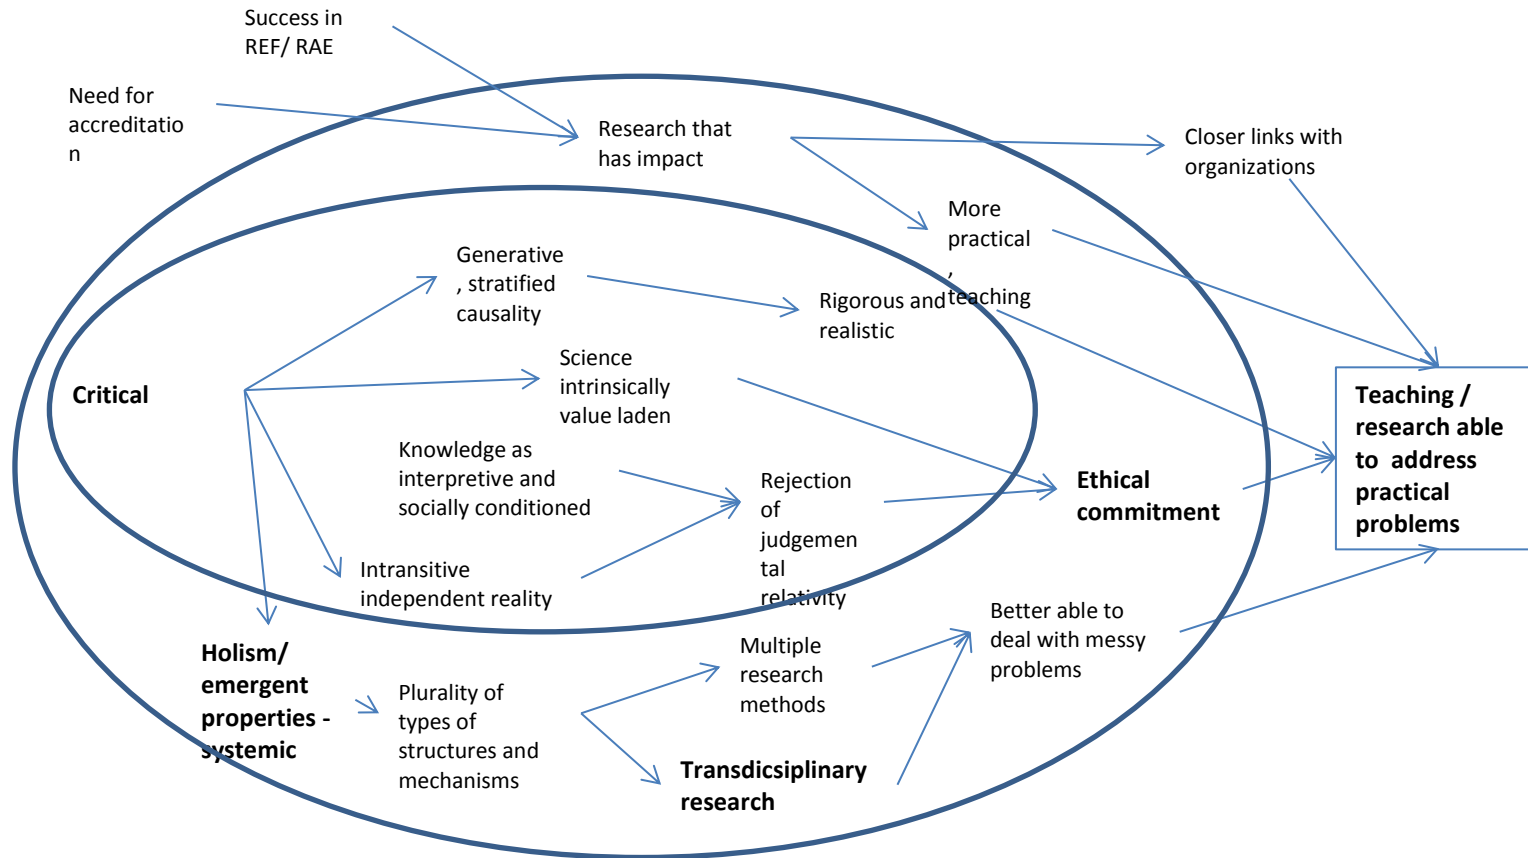 Success in
REF/ RAE
Need for
accreditatio
n
Research that
has impact
Closer links with
organizations
More
practical
,
teaching
Generative
, stratified
causality
Rigorous and
realistic
Science
intrinsically
value laden
Critical
Knowledge as
interpretive and
socially conditioned
Rejection
of
judgemen
tal
relativity
Ethical
commitment
Teaching /
research able
to address
practical
problems
Intransitive
independent reality
Holism/
emergent
properties -
systemic
Plurality of
types of
structures and
mechanisms
Multiple
research
methods
Better able to
deal with messy
problems
Transdicsiplinary
research